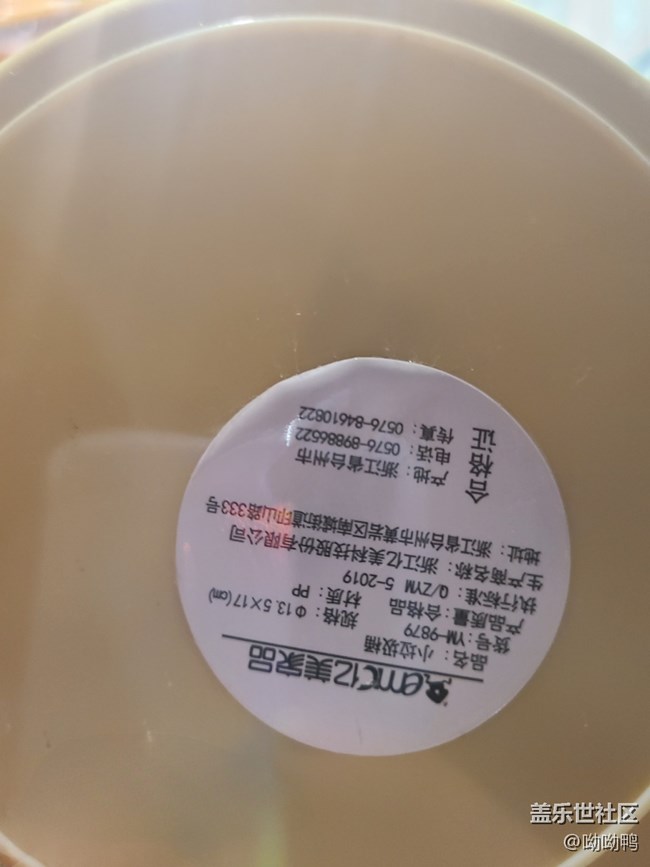 emc亿美家品
品名：小垃圾桶
货号：YM-9879 规格：Φ13.5×17(cm)
产品质量：合格品 材质：PP
执行标准：Q/ZYM 5-2019
生产商名称：浙江亿美科技股份有限公司
地址：浙江省台州市黄岩区南城街道印山路333号
产地：浙江省台州市
电话：0576-89886522
传真：0576-84610822
合格证
盖乐世社区
@呦呦鸭